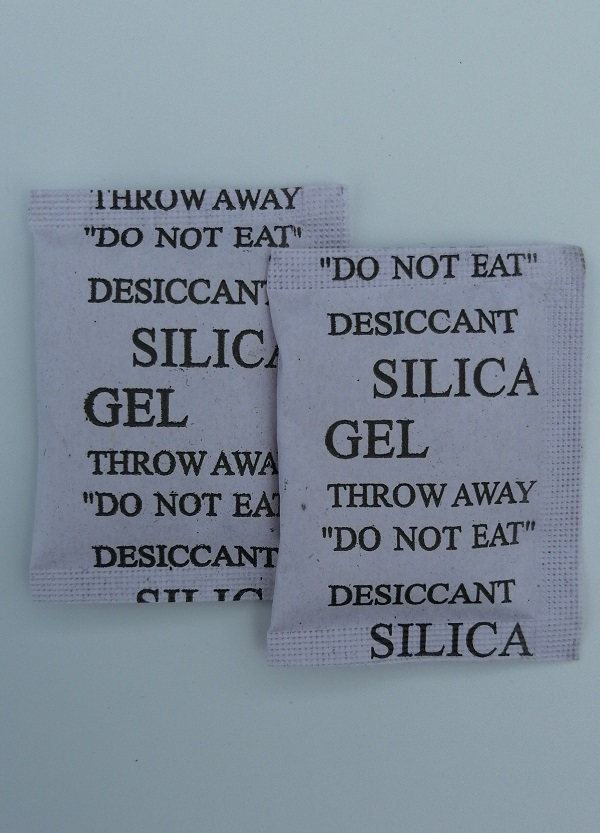 THROW AWAY
"DO NOT EAT"
DESICCANT
SILICA
GEL
THROW AWA
"DO NOT EAT
DESICCANT
SILIC
"DO NOT EAT"
DESICCANT
SILICA
GEL
THROW AWAY
"DO NOT EAT"
DESICCANT
SILICA